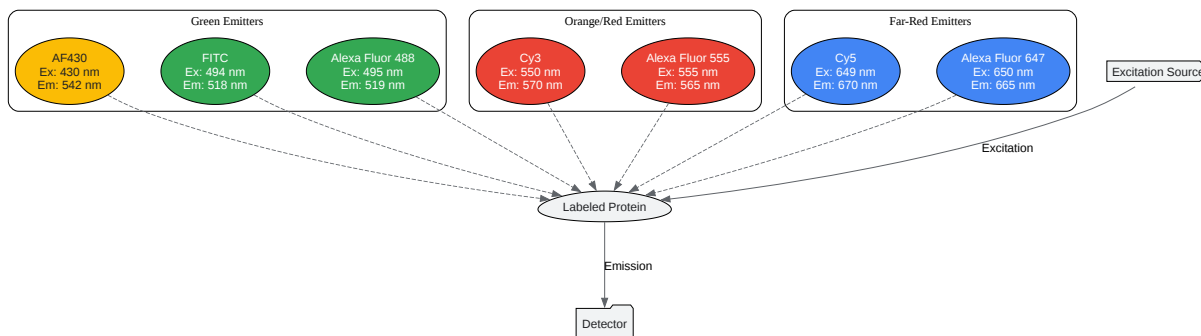 Green Emitters
Orange/Red Emitters
Far-Red Emitters
AF430
Ex: 430 nm
Em: 542 nm
FITC
Ex: 494 nm
Em: 518 nm
Alexa Fluor 488
Ex: 495 nm
Em: 519 nm
Cy3
Ex: 550 nm
Em: 570 nm
Alexa Fluor 555
Ex: 555 nm
Em: 565 nm
Cy5
Ex: 649 nm
Em: 670 nm
Alexa Fluor 647
Ex: 650 nm
Em: 665 nm
Excitation Source
Excitation
Labeled Protein
Emission
Detector